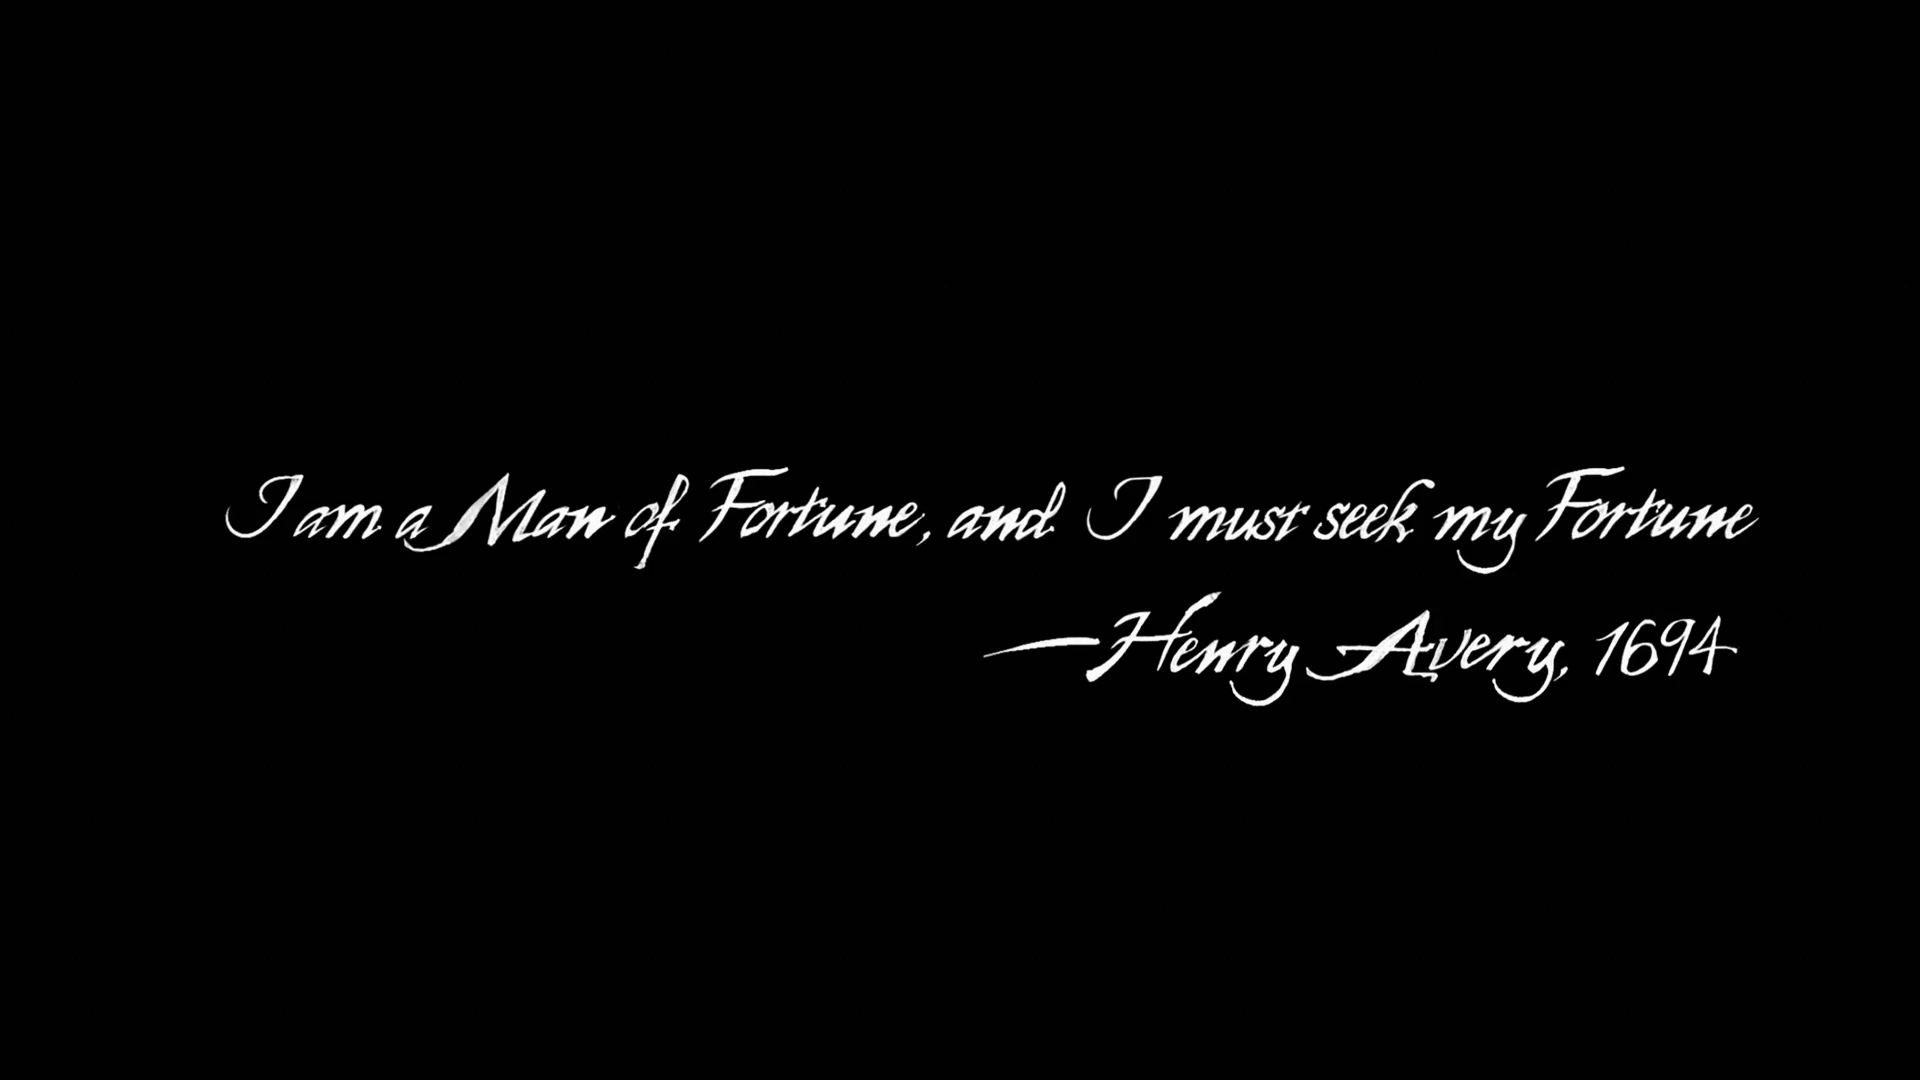 I am a Man of Fortune, and I must seek my Fortune
—Henry Avery, 1694